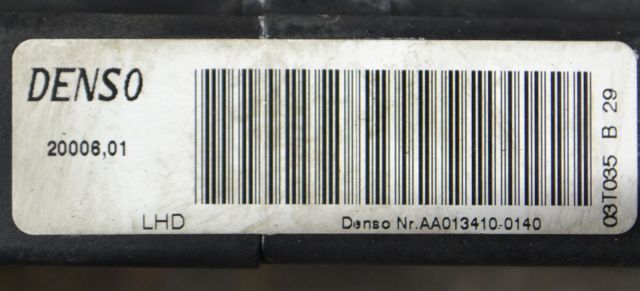 DENSO
20006,01
LHD
Denso Nr.AA013410-0140
03T035 B 29